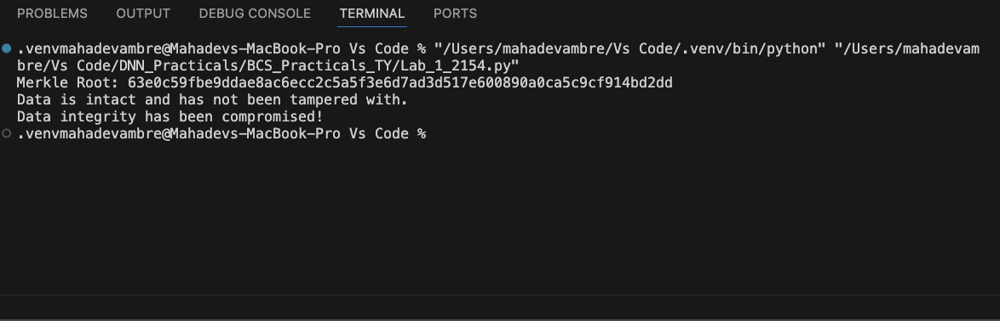 PROBLEMS OUTPUT DEBUG CONSOLE TERMINAL PORTS
.venvmahadevambre@Mahadevs-MacBook-Pro Vs Code % "/Users/mahadevambre/Vs Code/.venv/bin/python" "/Users/mahadevam
bre/Vs Code/DNN_Practicals/BCS_Practicals_TY/Lab_1_2154.py"
Merkle Root: 63e0c59fbe9ddae8ac6ecc2c5a5f3e6d7ad3d517e600890a0ca5c9cf914bd2dd
Data is intact and has not been tampered with.
Data integrity has been compromised!
.venvmahadevambre@Mahadevs-MacBook-Pro Vs Code %